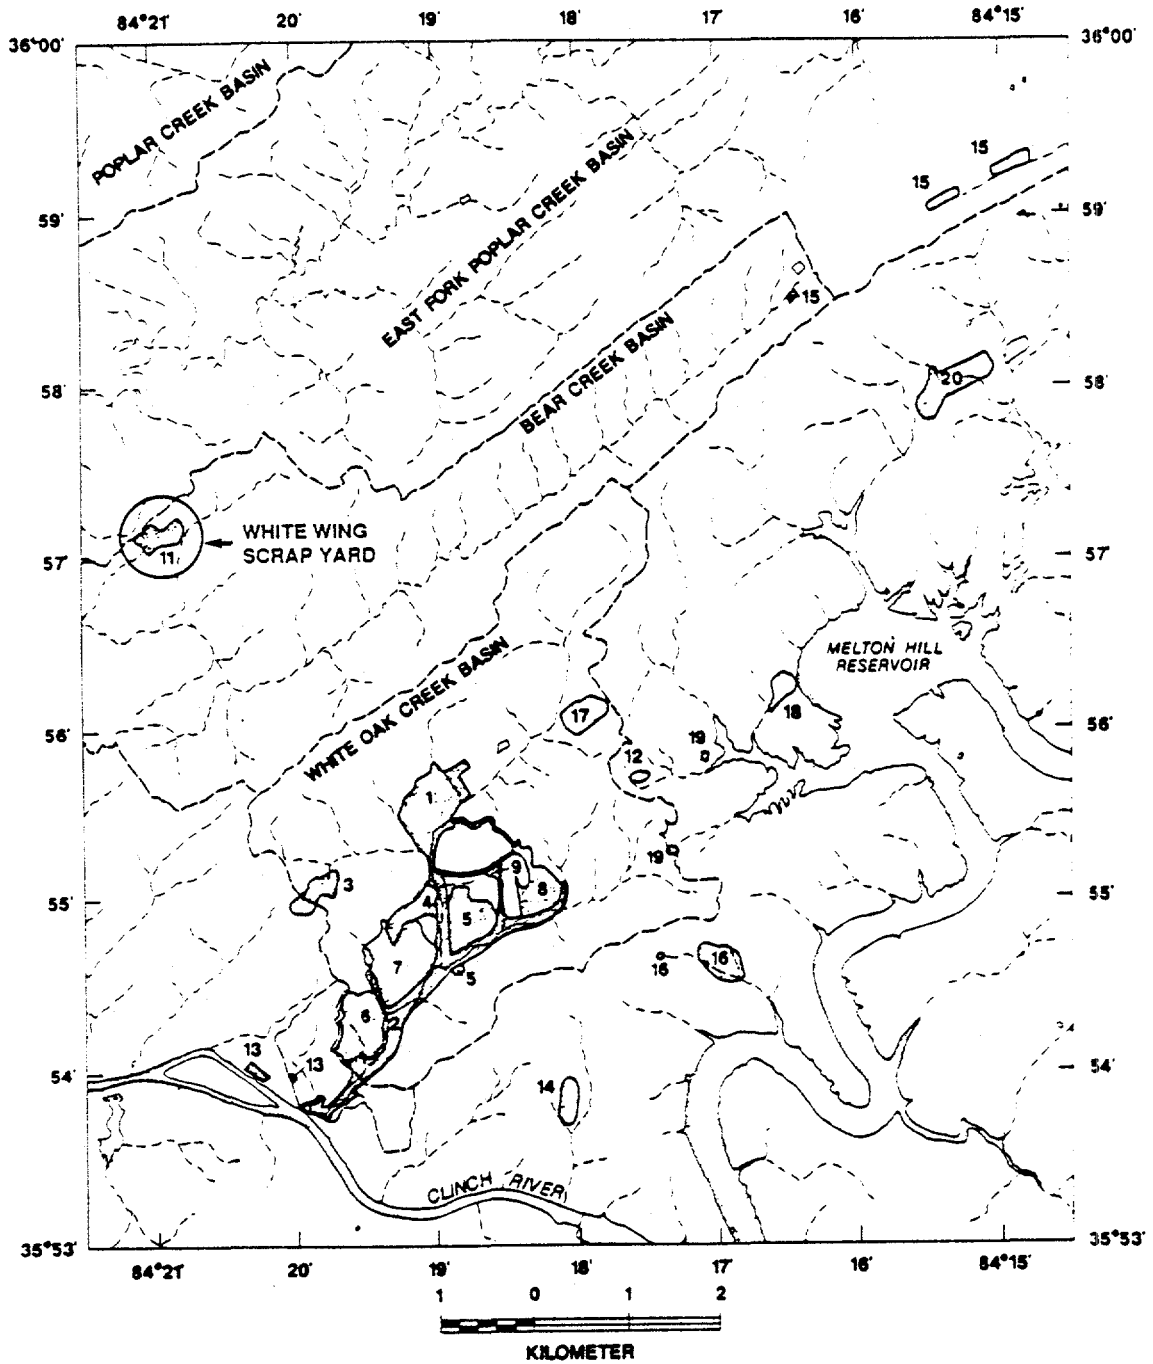 84°21' 20' 19' 18' 17' 16' 84°15'
36°00' 36°00'
POPLAR CREEK BASIN
EAST FORK POPLAR CREEK BASIN
15
15
59' 59'
15
BEAR CREEK BASIN
58' 58'
20
WHITE WING
SCRAP YARD
11
57' 57'
MELTON HILL
RESERVOIR
WHITE OAK CREEK BASIN
17
18
56' 56'
19
12
1
19
9
3
8
4
5
55' 55'
7
16
16
5
6
2
13
13
54' 54'
14
CLINCH RIVER
35°53' 35°53'
84°21' 20' 19' 18' 17' 16' 84°15'
1 0 1 2
KILOMETER